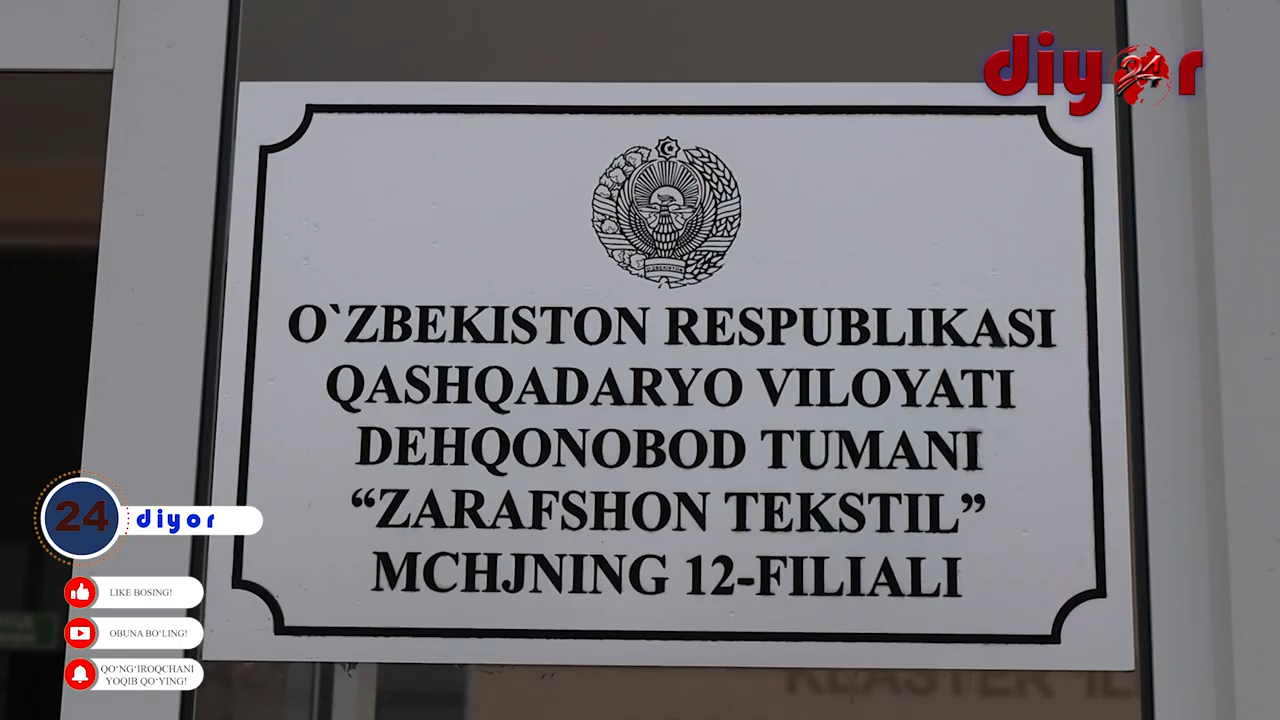 diyor
24
O`ZBEKISTON RESPUBLIKASI
QASHQADARYO VILOYATI
DEHQONOBOD TUMANI
“ZARAFSHON TEKSTIL”
MCHJNING 12-FILIALI
24 diyor
LIKE BOSING!
OBUNA BO‘LING!
QO‘NG‘IROQCHANI
YOQIB QO‘YING!